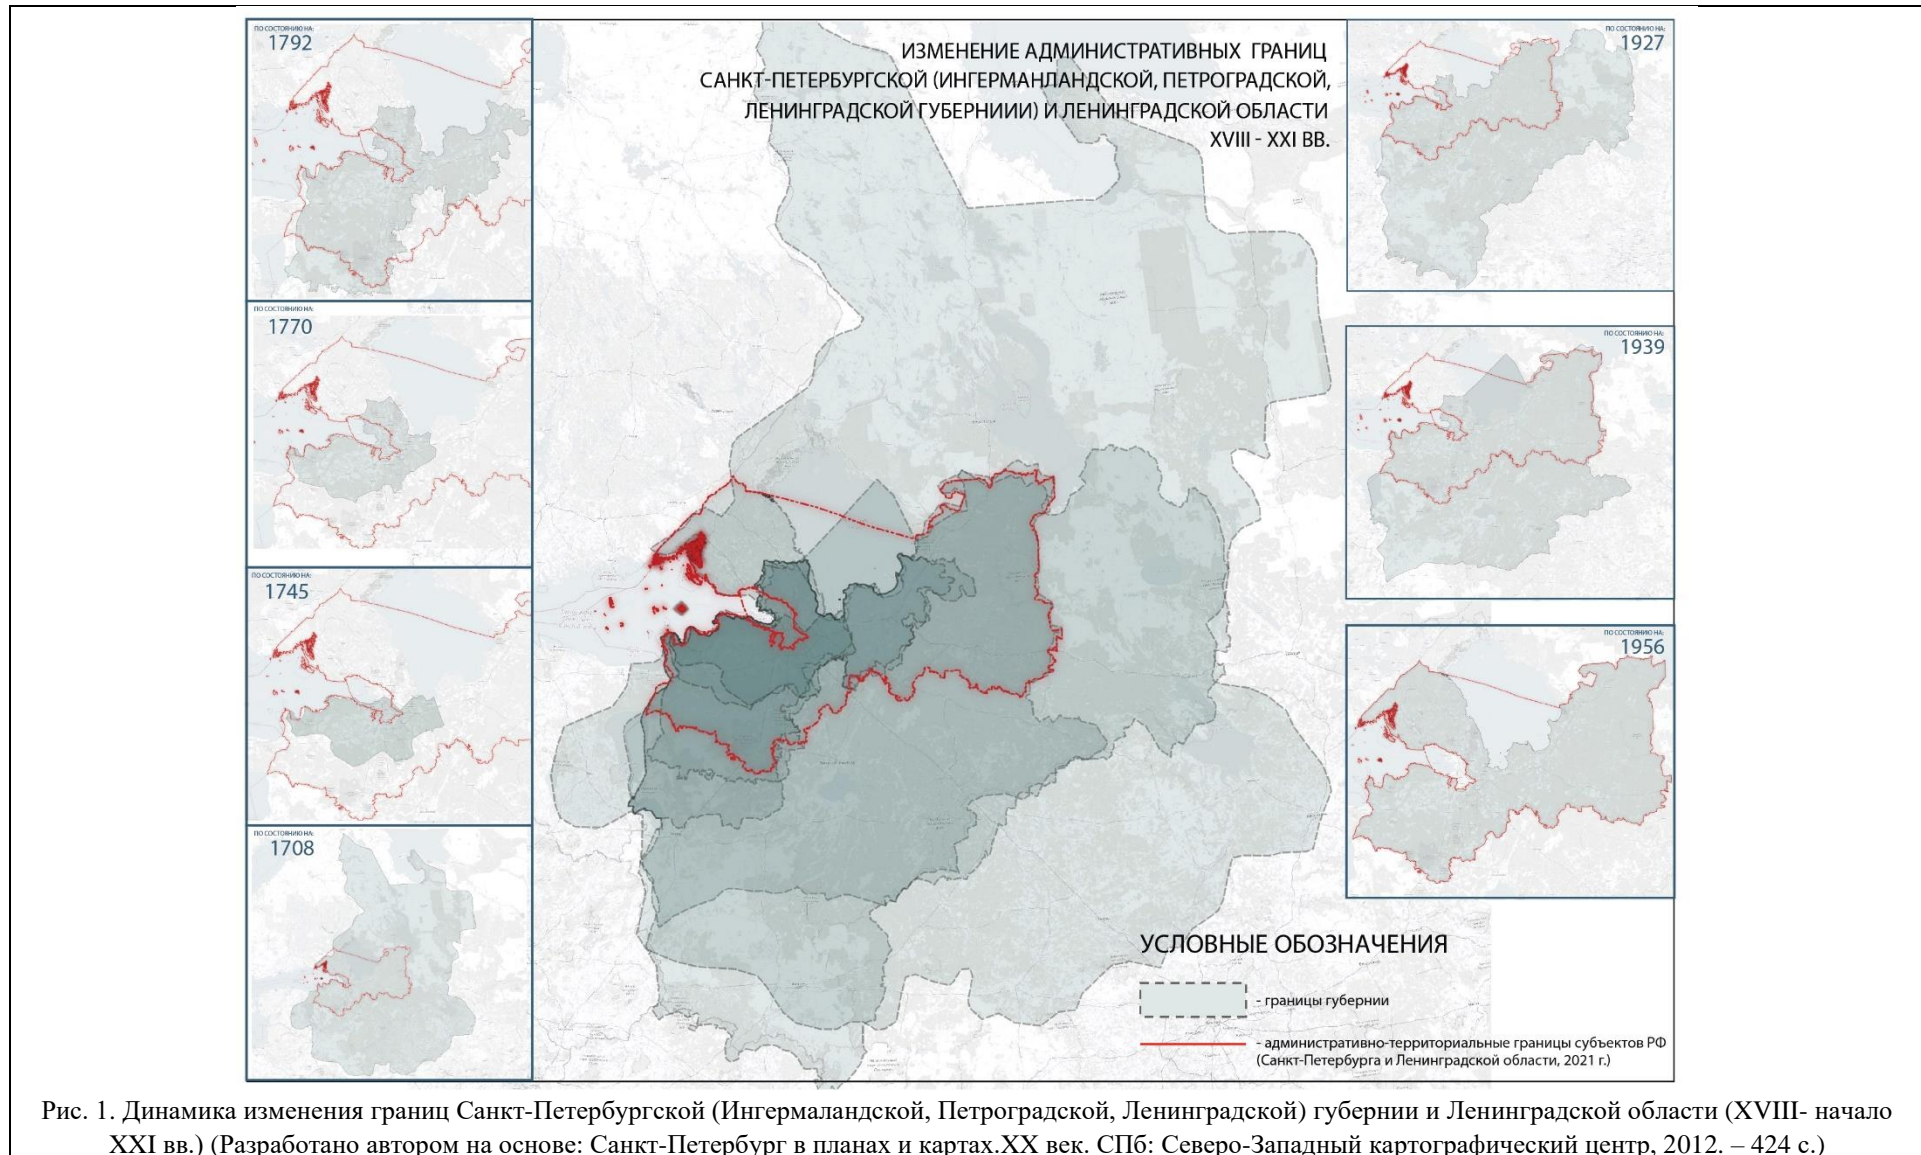 ПО СОСТОЯНИЮ НА:
1792
ИЗМЕНЕНИЕ АДМИНИСТРАТИВНЫХ ГРАНИЦ
САНКТ-ПЕТЕРБУРГСКОЙ (ИНГЕРМАНЛАНДСКОЙ, ПЕТРОГРАДСКОЙ,
ЛЕНИНГРАДСКОЙ ГУБЕРНИИИ) И ЛЕНИНГРАДСКОЙ ОБЛАСТИ
XVIII - XXI ВВ.
ПО СОСТОЯНИЮ НА:
1927
ПО СОСТОЯНИЮ НА:
1770
ПО СОСТОЯНИЮ НА:
1939
ПО СОСТОЯНИЮ НА:
1745
ПО СОСТОЯНИЮ НА:
1956
ПО СОСТОЯНИЮ НА:
1708
УСЛОВНЫЕ ОБОЗНАЧЕНИЯ
- границы губернии
- административно-территориальные границы субъектов РФ
(Санкт-Петербурга и Ленинградской области, 2021 г.)
Рис. 1. Динамика изменения границ Санкт-Петербургской (Ингермаландской, Петроградской, Ленинградской) губернии и Ленинградской области (XVIII- начало
XXI вв.) (Разработано автором на основе: Санкт-Петербург в планах и картах.XX век. СПб: Северо-Западный картографический центр, 2012. – 424 с.)